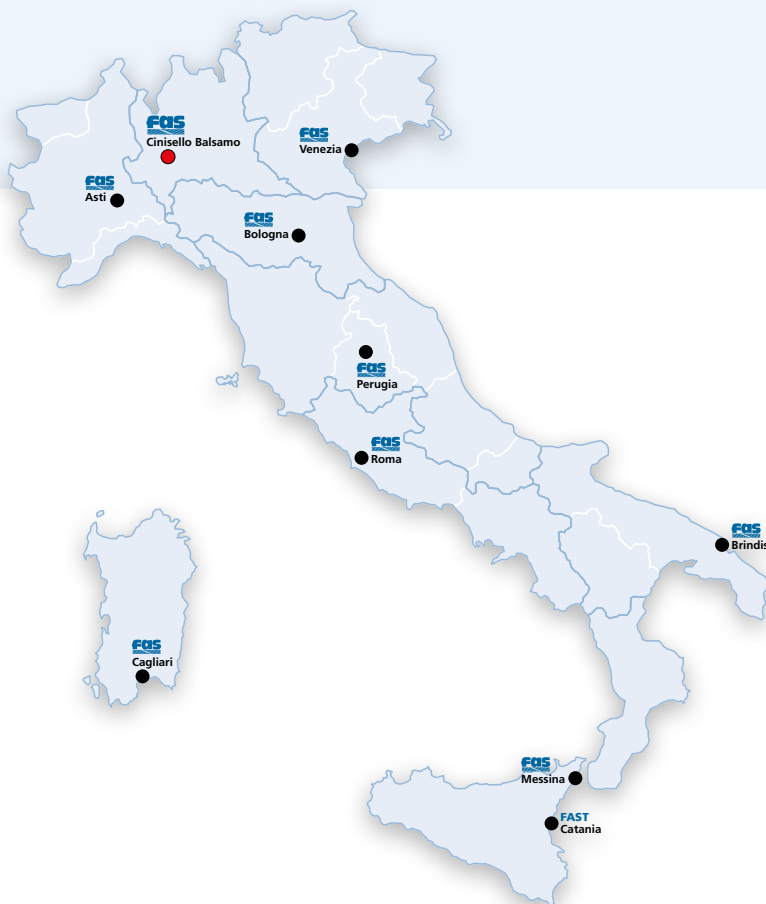 fas
Cinisello Balsamo
fas
Venezia
fas
Asti
fas
Bologna
fas
Perugia
fas
Roma
fas
Brindis
fas
Cagliari
fas
Messina
FAST
Catania